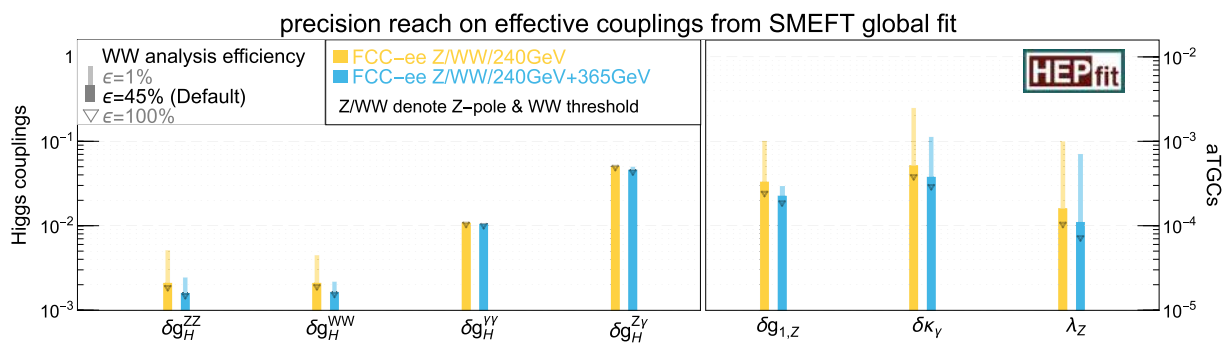 precision reach on effective couplings from SMEFT global fit
WW analysis efficiency
ϵ=1%
ϵ=45% (Default)
ϵ=100%
FCC-ee Z/WW/240GeV
FCC-ee Z/WW/240GeV+365GeV
Z/WW denote Z-pole & WW threshold
HEPfit
Higgs couplings
1
10⁻¹
10⁻²
10⁻³
aTGCs
10⁻²
10⁻³
10⁻⁴
10⁻⁵
δg_H^ZZ
δg_H^WW
δg_H^γγ
δg_H^Zγ
δg_1,Z
δκ_γ
λ_Z